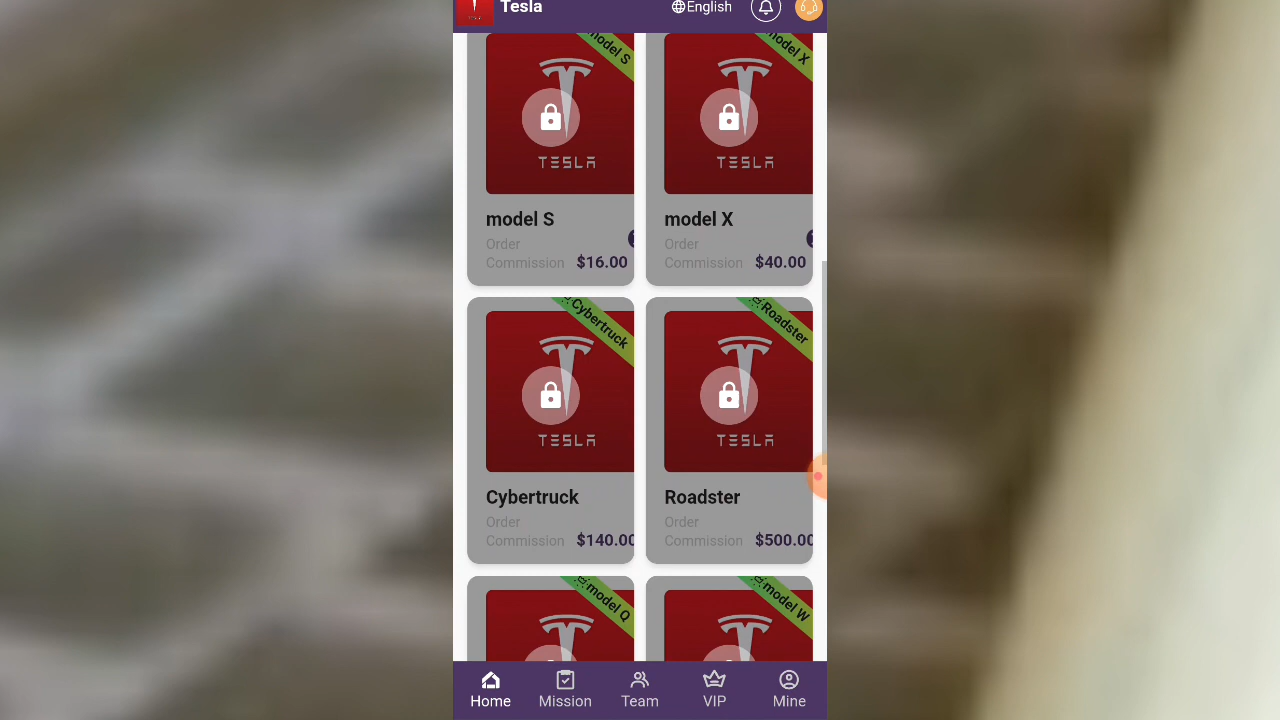 Tesla
English
model S
model X
TESLA
TESLA
model S
model X
Order
Commission $16.00
Order
Commission $40.00
Cybertruck
Roadster
TESLA
TESLA
Cybertruck
Roadster
Order
Commission $140.00
Order
Commission $500.00
model Q
model W
Home
Mission
Team
VIP
Mine